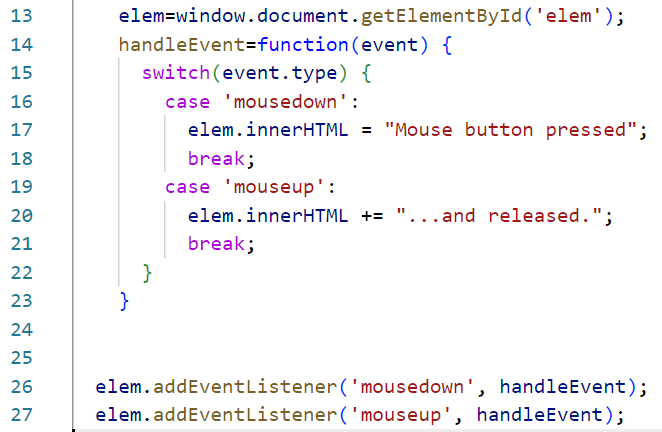 13 elem=window.document.getElementById('elem');
14 handleEvent=function(event) {
15 switch(event.type) {
16 case 'mousedown':
17 elem.innerHTML = "Mouse button pressed";
18 break;
19 case 'mouseup':
20 elem.innerHTML += "...and released.";
21 break;
22 }
23 }
24
25
26 elem.addEventListener('mousedown', handleEvent);
27 elem.addEventListener('mouseup', handleEvent);